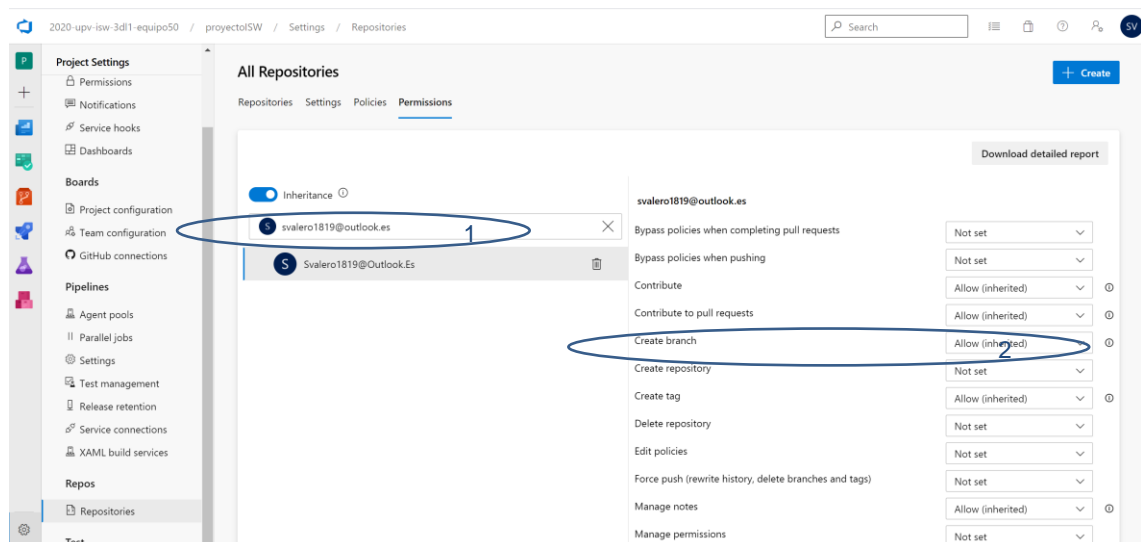 2020-upv-isw-3dl1-equipo50 / proyectoISW / Settings / Repositories
Search
SV
P
Project Settings
Permissions
Notifications
Service hooks
Dashboards
Boards
Project configuration
Team configuration
GitHub connections
Pipelines
Agent pools
Parallel jobs
Settings
Test management
Release retention
Service connections
XAML build services
Repos
Repositories
Test
All Repositories
+ Create
Repositories Settings Policies Permissions
Download detailed report
Inheritance
S svalero1819@outlook.es 1
S Svalero1819@Outlook.Es
svalero1819@outlook.es
Bypass policies when completing pull requests Not set
Bypass policies when pushing Not set
Contribute Allow (inherited)
Contribute to pull requests Allow (inherited)
Create branch Allow (inherited) 2
Create repository Not set
Create tag Allow (inherited)
Delete repository Not set
Edit policies Not set
Force push (rewrite history, delete branches and tags) Not set
Manage notes Allow (inherited)
Manage permissions Not set